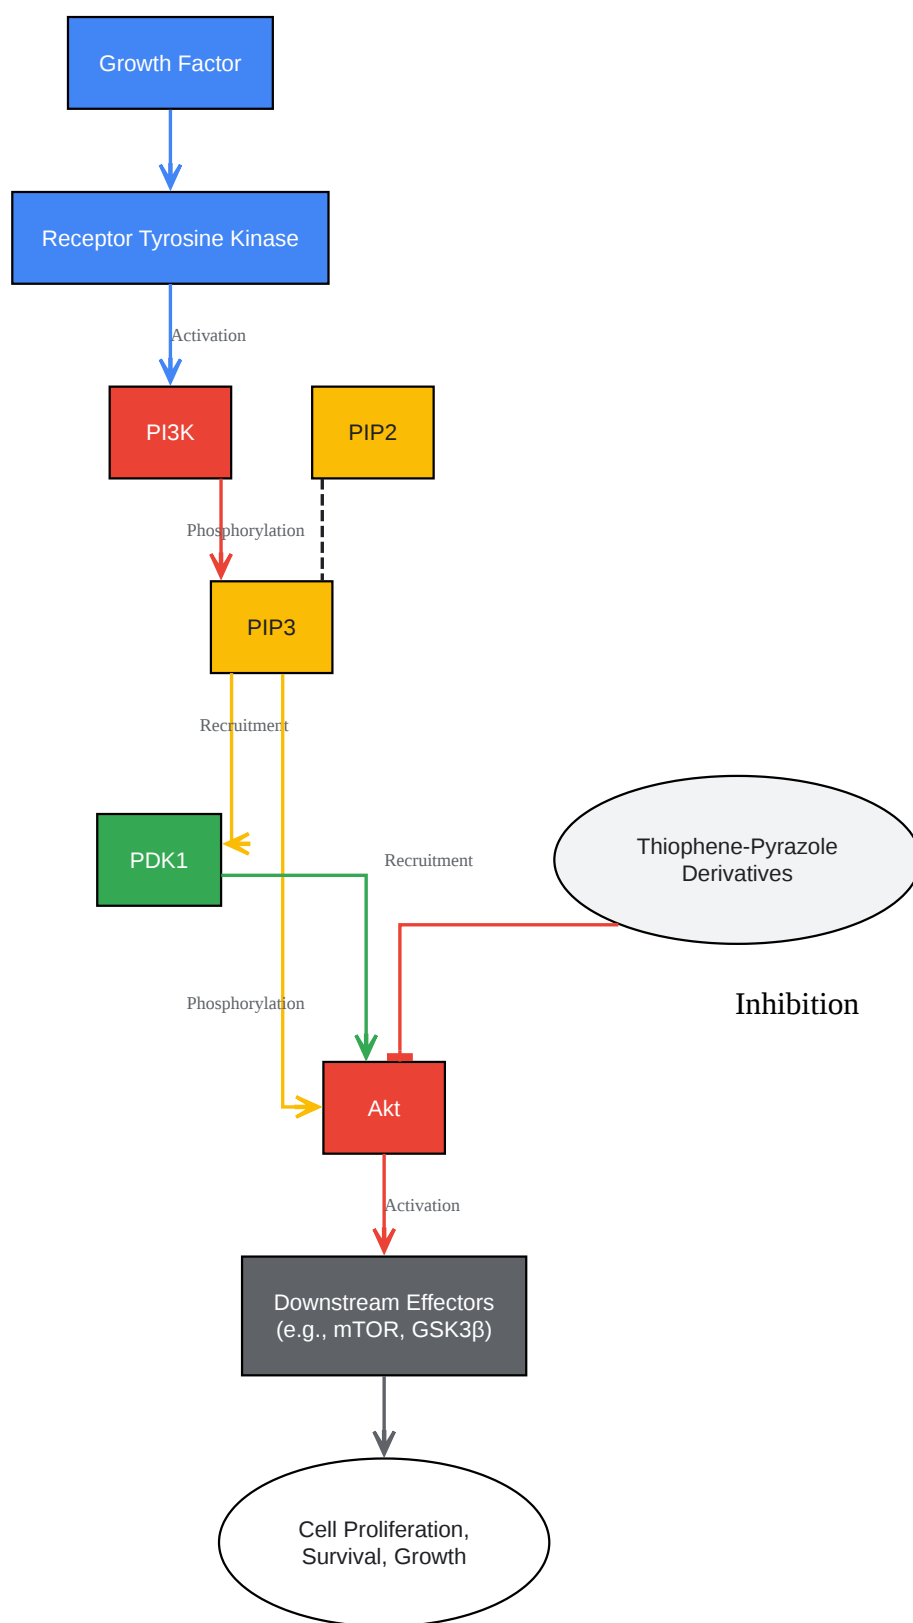 Growth Factor
Receptor Tyrosine Kinase
Activation
PI3K
PIP2
Phosphorylation
PIP3
Recruitment
PDK1
Recruitment
Thiophene-Pyrazole
Derivatives
Phosphorylation
Inhibition
Akt
Activation
Downstream Effectors
(e.g., mTOR, GSK3β)
Cell Proliferation,
Survival, Growth